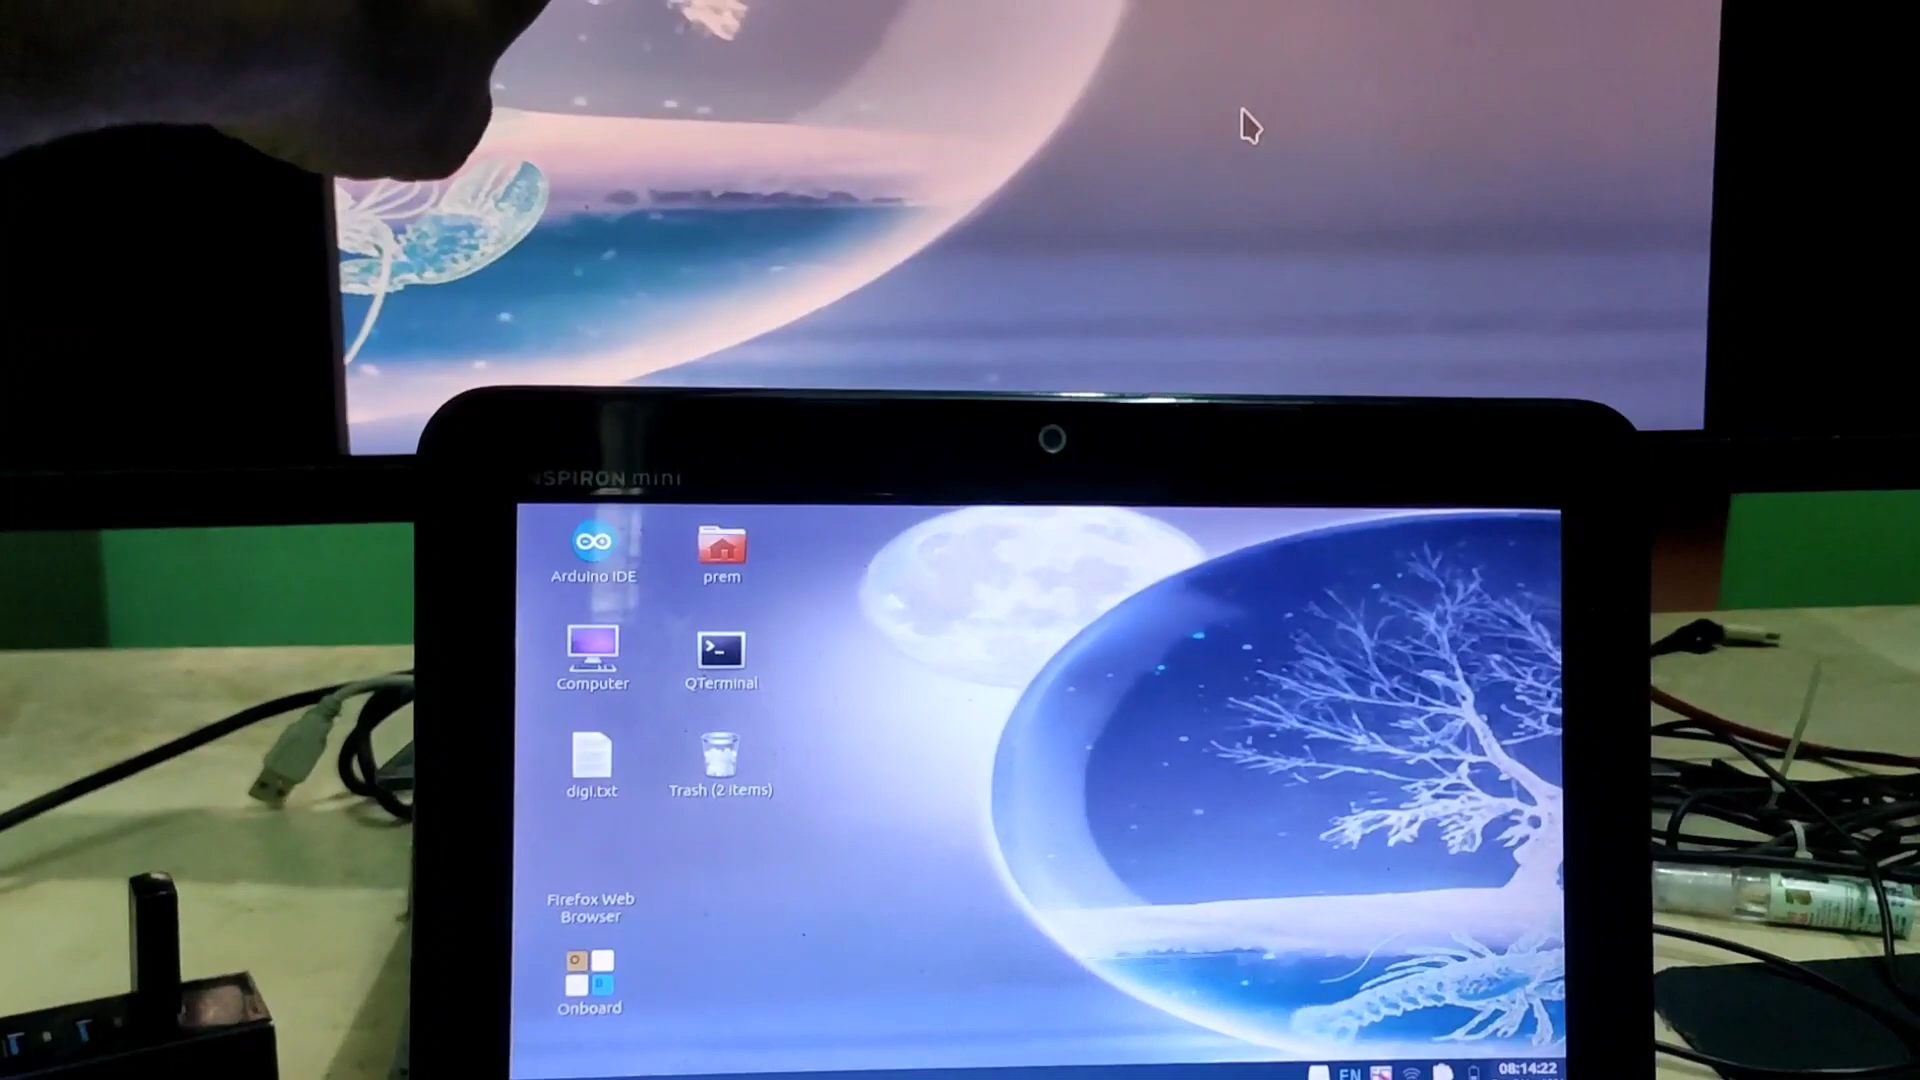 INSPIRON mini
Arduino IDE
prem
Computer
QTerminal
digi.txt
Trash (2 items)
Firefox Web
Browser
Onboard
EN
08:14:22